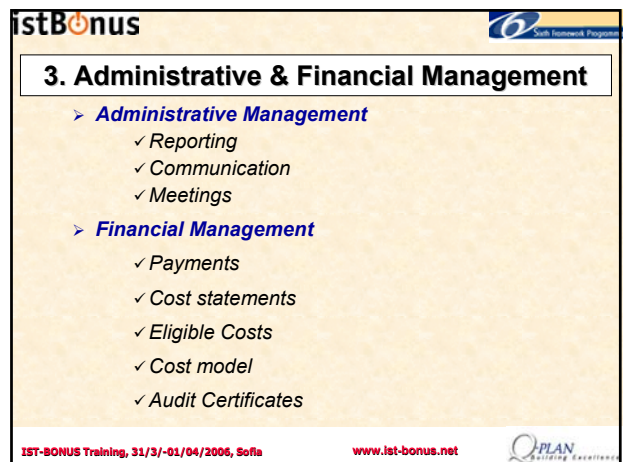 istBonus
6 Sixth Framework Programm
3. Administrative & Financial Management
➢ Administrative Management
✓ Reporting
✓ Communication
✓ Meetings
➢ Financial Management
✓ Payments
✓ Cost statements
✓ Eligible Costs
✓ Cost model
✓ Audit Certificates
IST-BONUS Training, 31/3/-01/04/2006, Sofia www.ist-bonus.net Q-PLAN
Building Excellence